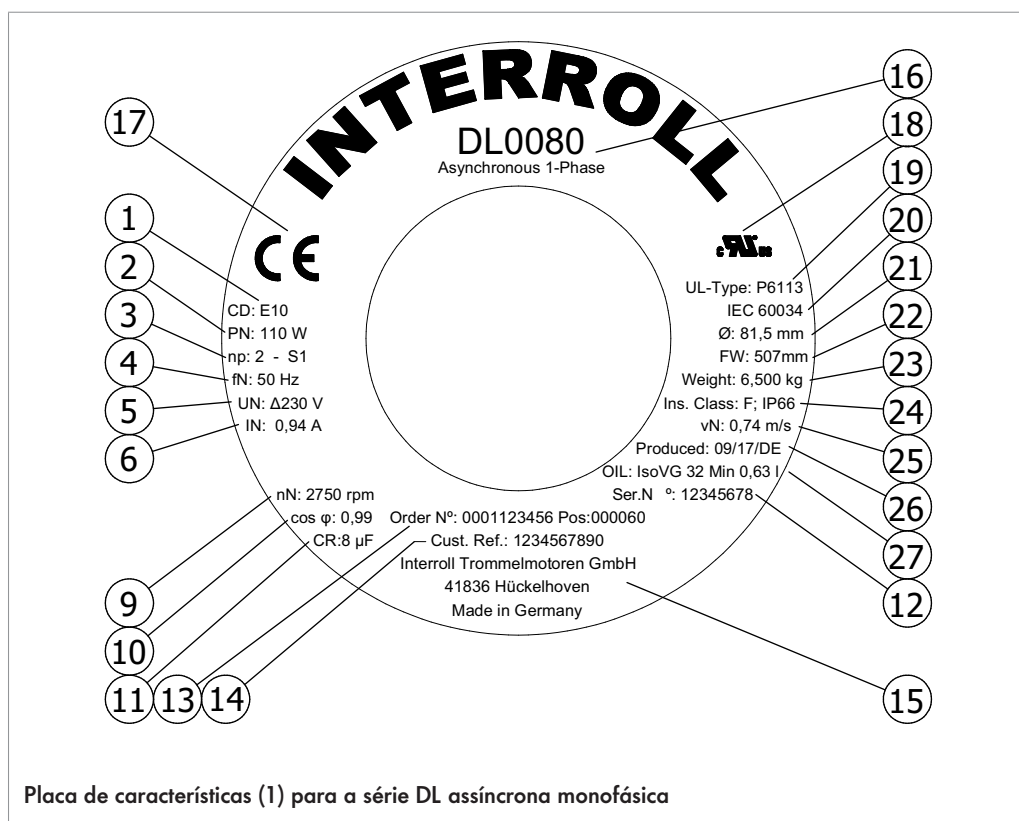 INTERROLL
DL0080
Asynchronous 1-Phase
CE
c RU us
UL-Type: P6113
IEC 60034
Ø: 81,5 mm
FW: 507mm
Weight: 6,500 kg
Ins. Class: F; IP66
vN: 0,74 m/s
Produced: 09/17/DE
OIL: IsoVG 32 Min 0,63 l
Ser.N º: 12345678
CD: E10
PN: 110 W
np: 2 - S1
fN: 50 Hz
UN: Δ230 V
IN: 0,94 A
nN: 2750 rpm
cos φ: 0,99
CR:8 µF
Order Nº: 0001123456 Pos:000060
Cust. Ref.: 1234567890
Interroll Trommelmotoren GmbH
41836 Hückelhoven
Made in Germany
17
1
2
3
4
5
6
9
10
11
13
14
16
18
19
20
21
22
23
24
25
26
27
12
15
Placa de características (1) para a série DL assíncrona monofásica